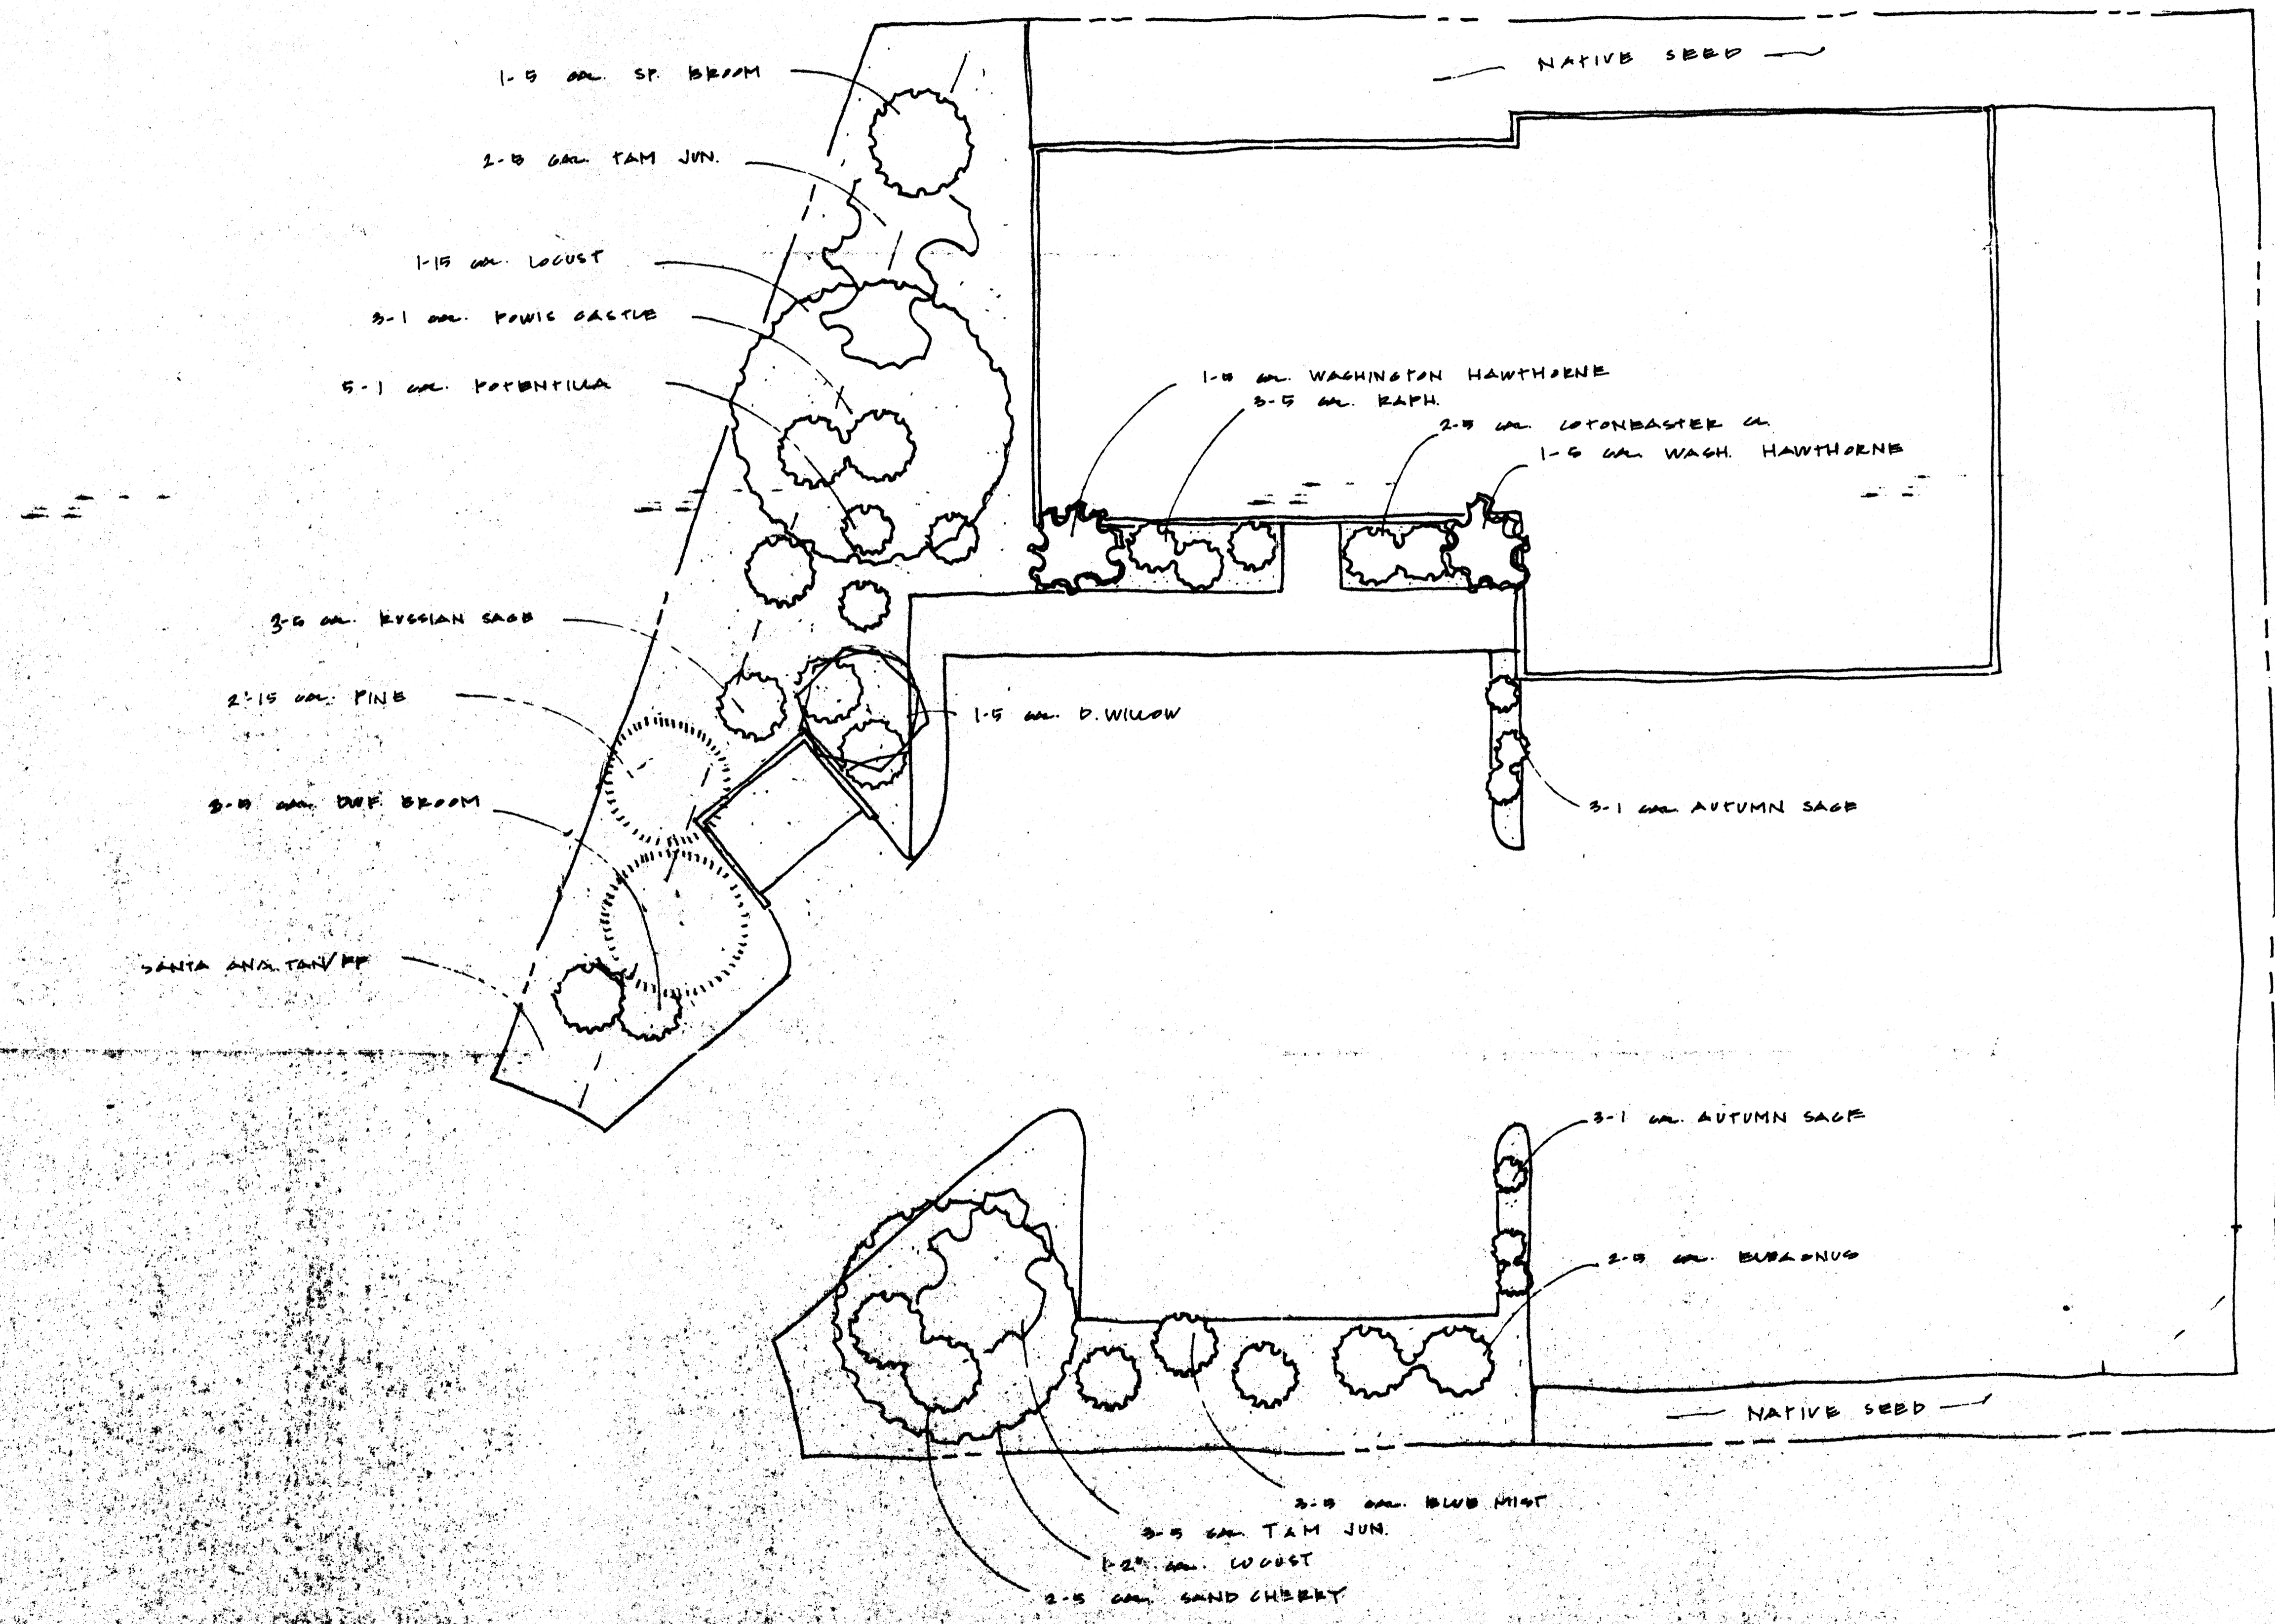 NATIVE SEED
1-5 GAL. SP. BROOM
2-5 GAL. TAM JUN.
1-15 GAL. LOCUST
3-1 GAL. POWIS CASTLE
5-1 GAL. POTENTILLA
1-5 GAL. WASHINGTON HAWTHORNE
3-5 GAL. RAPH.
2-5 GAL. COTONEASTER CL.
1-5 GAL. WASH. HAWTHORNE
3-5 GAL. RUSSIAN SAGE
2-15 GAL. PINE
1-5 GAL. D. WILLOW
3-5 GAL. DWF. BROOM
3-1 GAL. AUTUMN SAGE
SANTA ANA TAN/FF
3-1 GAL. AUTUMN SAGE
2-5 GAL. EUEONUS
NATIVE SEED
3-5 GAL. BLUE MIST
3-5 GAL. TAM JUN.
1-2" GAL. LOCUST
2-5 GAL. SAND CHERRY